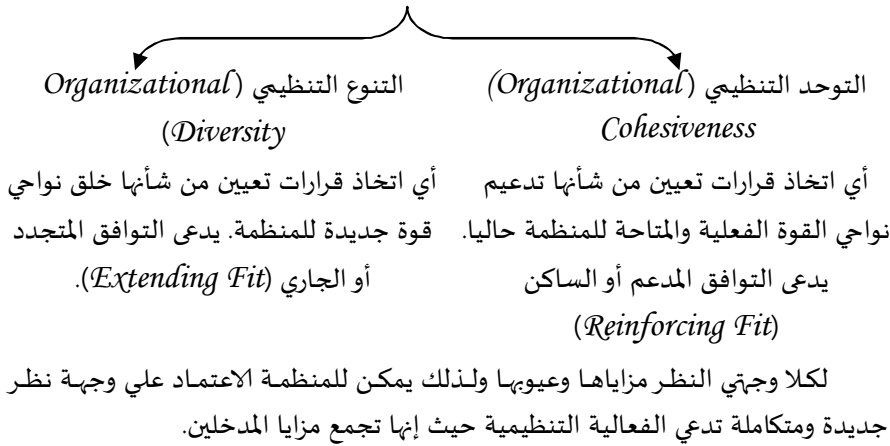 التوحد التنظيمي (Organizational)
Cohesiveness
أي اتخاذ قرارات تعيين من شأنها تدعيم
نواحي القوة الفعلية والمتاحة للمنظمة حاليا.
يدعى التوافق المدعم أو الساكن
(Reinforcing Fit)
التنوع التنظيمي (Organizational
(Diversity
أي اتخاذ قرارات تعيين من شأنها خلق نواحي
قوة جديدة للمنظمة. يدعى التوافق المتجدد
أو الجاري (Extending Fit).
لكلا وجهتي النظر مزاياها وعيوبها ولذلك يمكن للمنظمة الاعتماد علي وجهة نظر
جديدة ومتكاملة تدعي الفعالية التنظيمية حيث إنها تجمع مزايا المدخلين.